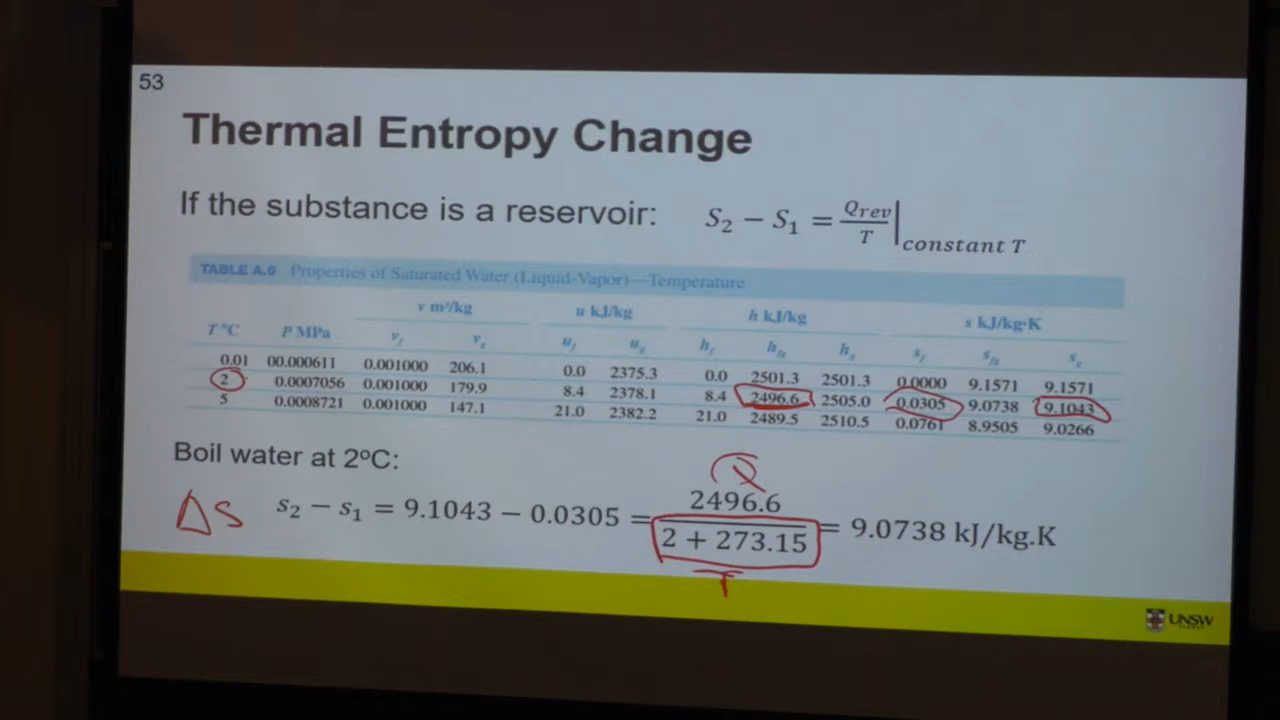 53
Thermal Entropy Change
If the substance is a reservoir: S₂ − S₁ = Qrev/T |constant T
TABLE A.6 Properties of Saturated Water (Liquid-Vapor)—Temperature
v m³/kg u kJ/kg h kJ/kg s kJ/kg·K
T °C P MPa v_f v_g u_f u_g h_f h_fg h_g s_f s_fg s_g
0.01 00.000611 0.001000 206.1 0.0 2375.3 0.0 2501.3 2501.3 0.0000 9.1571 9.1571
2 0.0007056 0.001000 179.9 8.4 2378.1 8.4 2496.6 2505.0 0.0305 9.0738 9.1043
5 0.0008721 0.001000 147.1 21.0 2382.2 21.0 2489.5 2510.5 0.0761 8.9505 9.0266
Boil water at 2ºC:
Q
Δs s₂ − s₁ = 9.1043 − 0.0305 = 2496.6/(2 + 273.15) = 9.0738 kJ/kg.K
T
UNSW